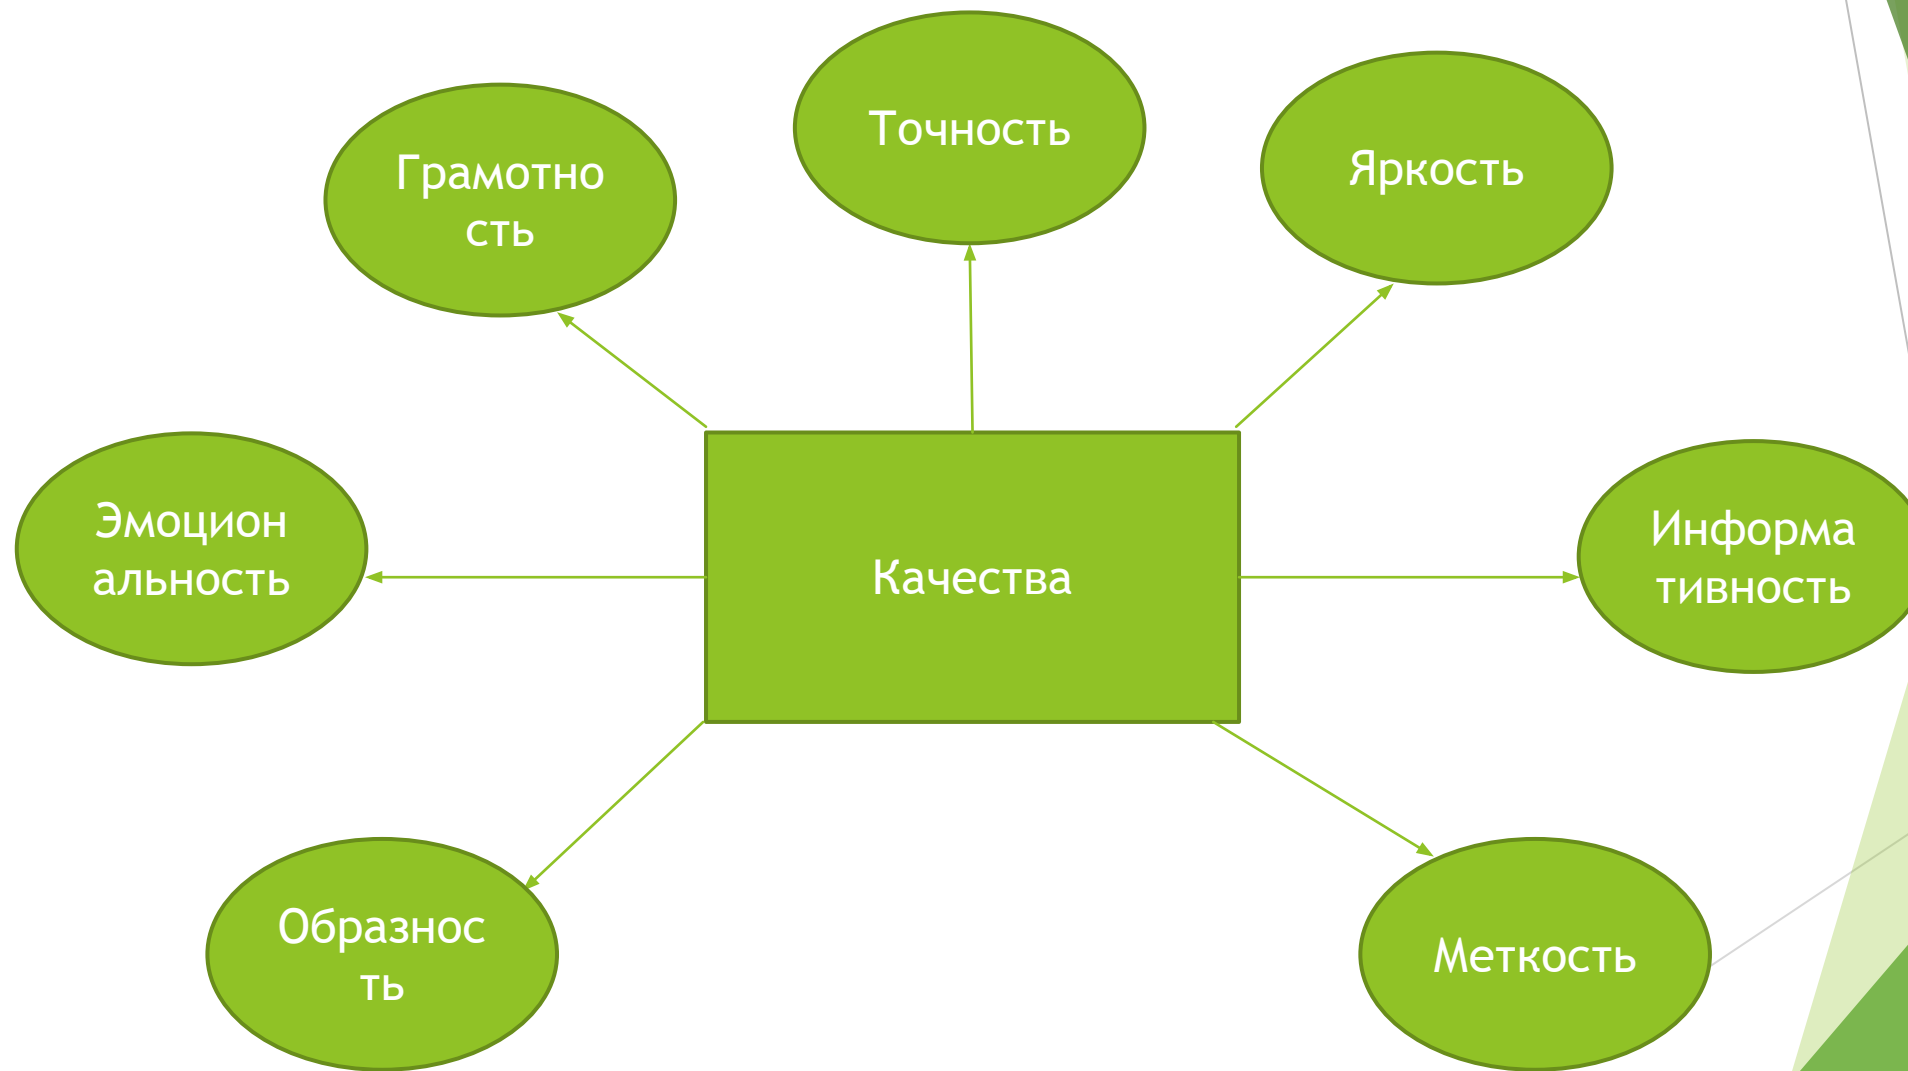 Точность
Яркость
Грамотно
сть
Эмоцион
альность
Качества
Информа
тивность
Образнос
ть
Меткость